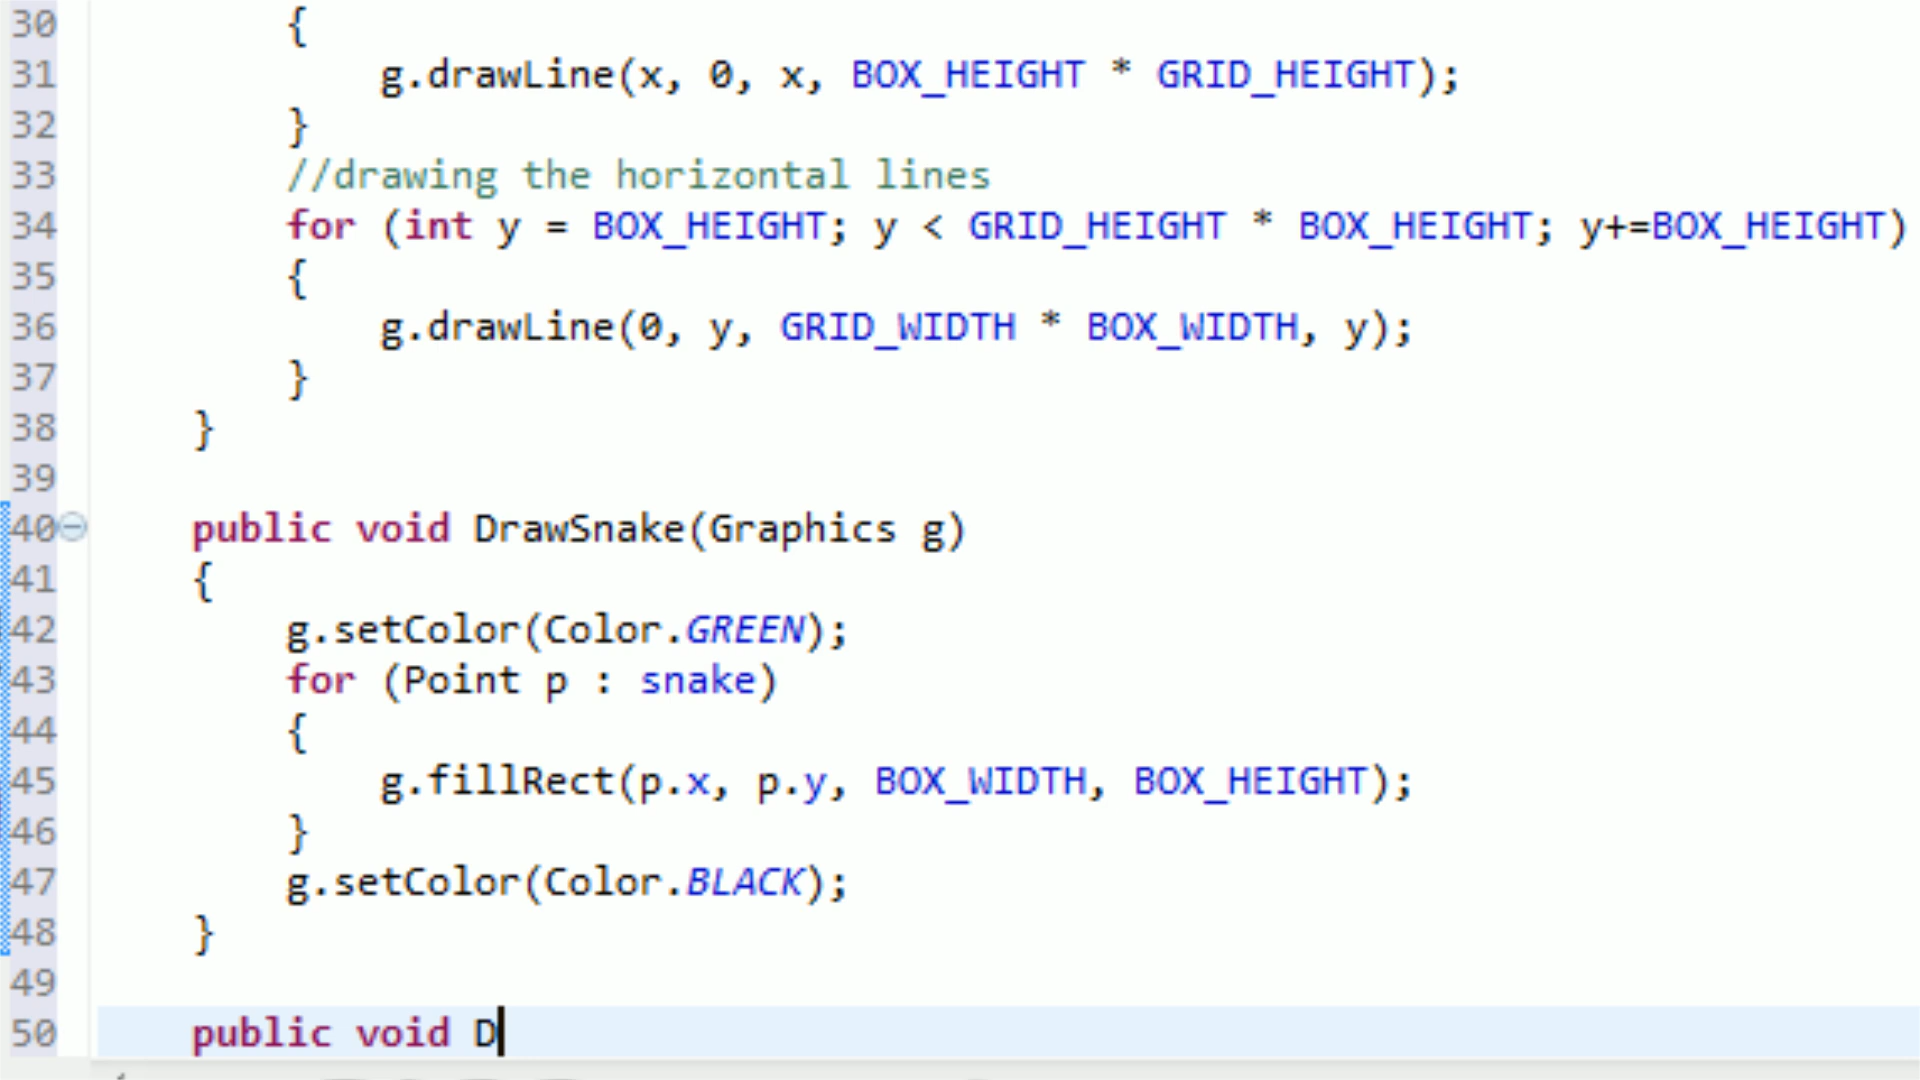 30 {
31 g.drawLine(x, 0, x, BOX_HEIGHT * GRID_HEIGHT);
32 }
33 //drawing the horizontal lines
34 for (int y = BOX_HEIGHT; y < GRID_HEIGHT * BOX_HEIGHT; y+=BOX_HEIGHT)
35 {
36 g.drawLine(0, y, GRID_WIDTH * BOX_WIDTH, y);
37 }
38 }
39
40 public void DrawSnake(Graphics g)
41 {
42 g.setColor(Color.GREEN);
43 for (Point p : snake)
44 {
45 g.fillRect(p.x, p.y, BOX_WIDTH, BOX_HEIGHT);
46 }
47 g.setColor(Color.BLACK);
48 }
49
50 public void D